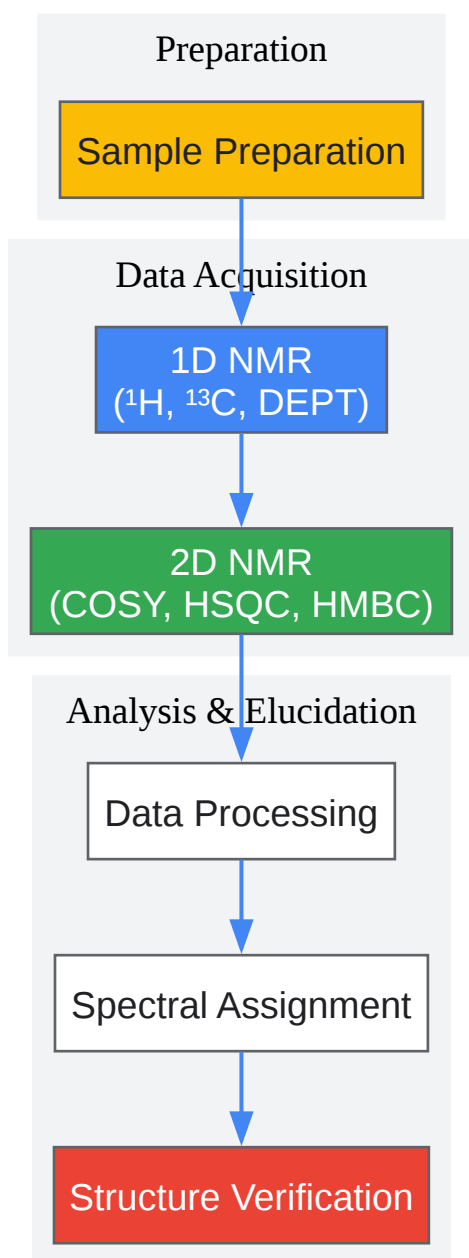 Preparation
Sample Preparation
Data Acquisition
1D NMR
(¹H, ¹³C, DEPT)
2D NMR
(COSY, HSQC, HMBC)
Analysis & Elucidation
Data Processing
Spectral Assignment
Structure Verification